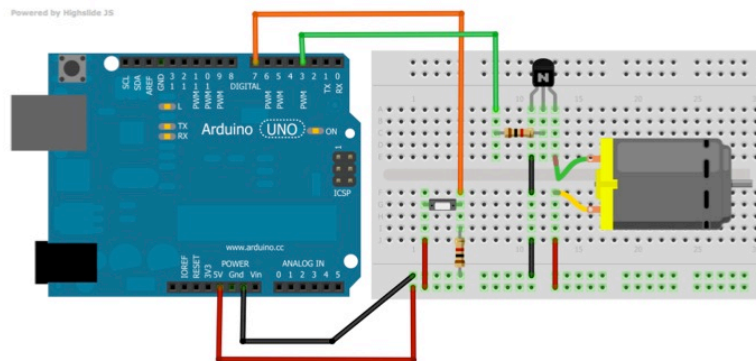 Powered by Highslide JS
SCL
SDA
AREF
GND
13
12
11 PWM
10 PWM
9 PWM
8
7
6 PWM
5 PWM
4
3 PWM
2
1 TX
0 RX
DIGITAL
L
TX
RX
Arduino UNO
ON
1
ICSP
www.arduino.cc
POWER
ANALOG IN
IOREF
RESET
3V3
5V
Gnd
Vin
0 1 2 3 4 5
N